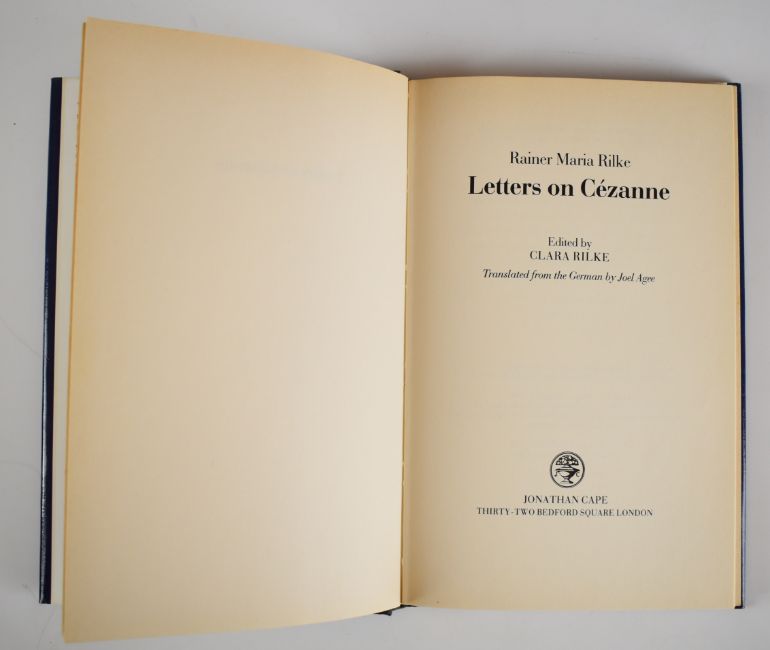 Rainer Maria Rilke
Letters on Cézanne
Edited by
CLARA RILKE
Translated from the German by Joel Agee
JONATHAN CAPE
THIRTY-TWO BEDFORD SQUARE LONDON